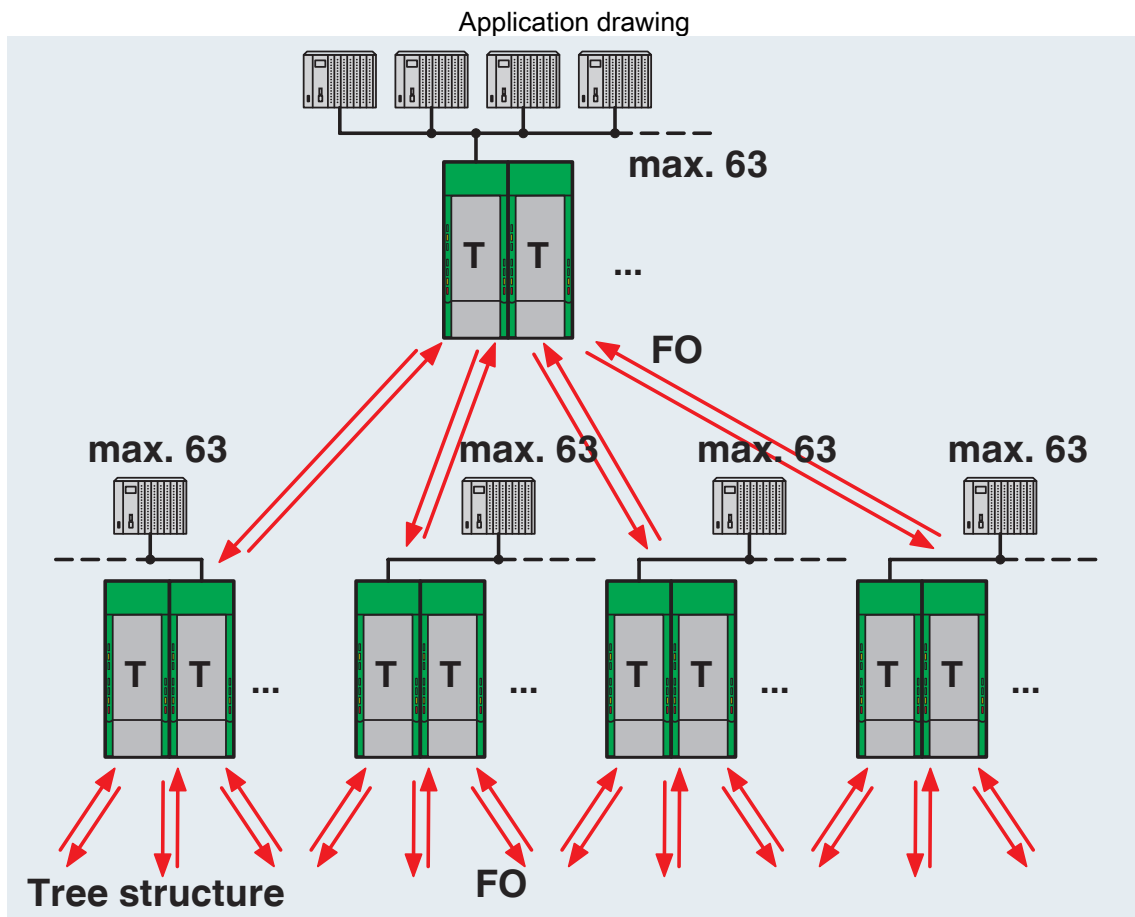 Application drawing
max. 63
T T ...
FO
max. 63 max. 63 max. 63 max. 63
T T ... T T ... T T ... T T ...
Tree structure FO